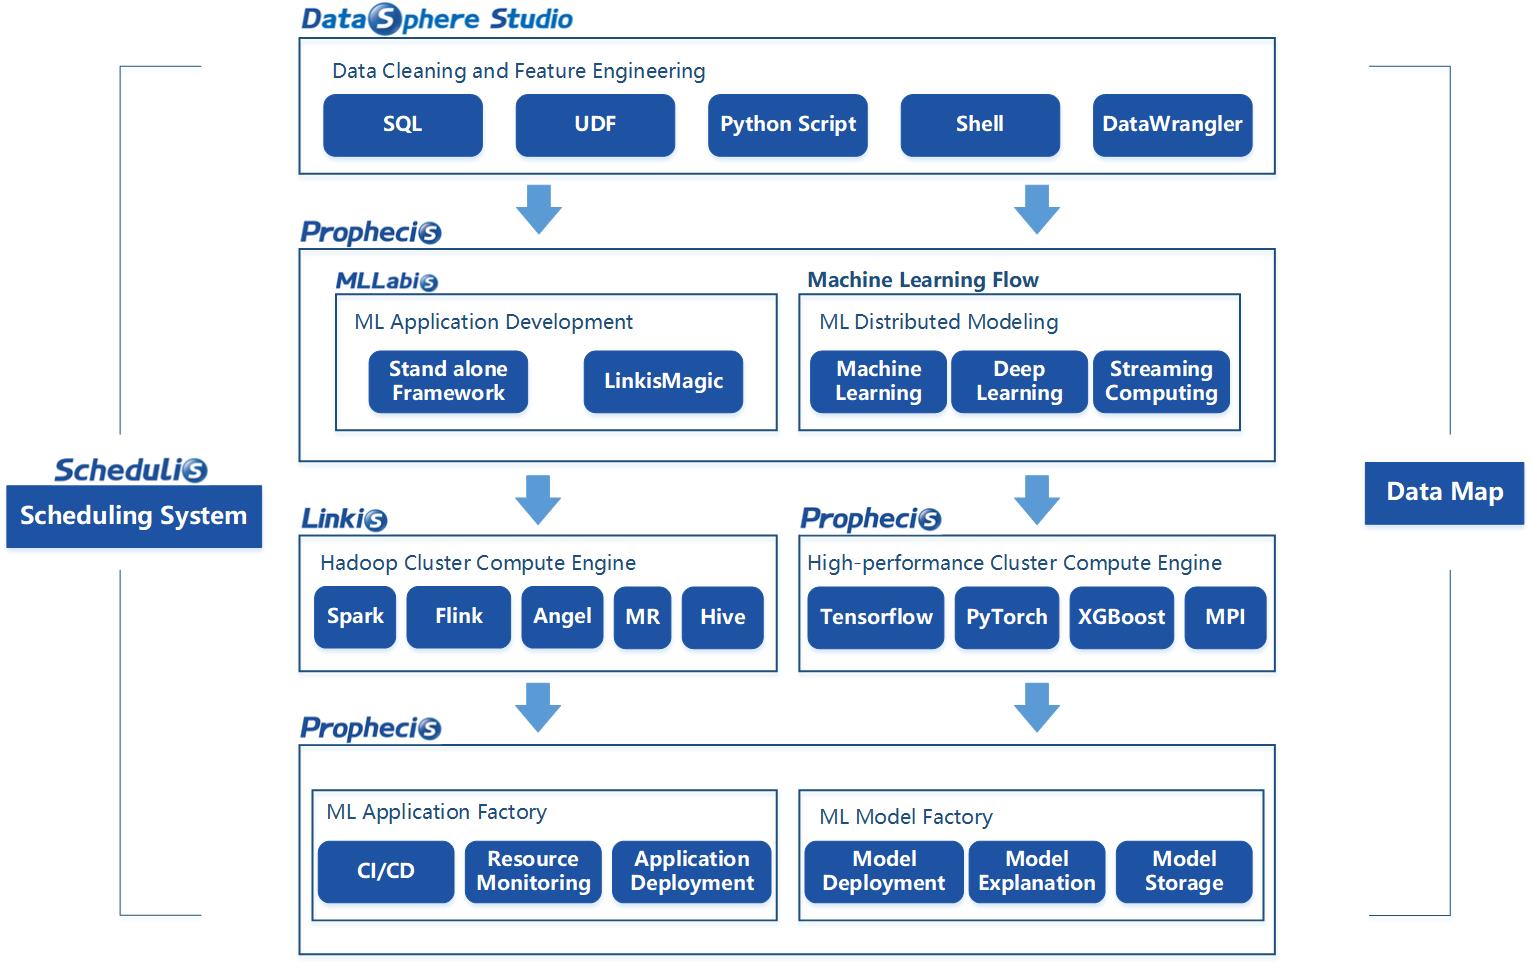 DataSphere Studio
Data Cleaning and Feature Engineering
SQL
UDF
Python Script
Shell
DataWrangler
Prophecis
MLLabis
Machine Learning Flow
ML Application Development
ML Distributed Modeling
Stand alone
Framework
LinkisMagic
Machine
Learning
Deep
Learning
Streaming
Computing
Schedulis
Scheduling System
Data Map
Linkis
Prophecis
Hadoop Cluster Compute Engine
High-performance Cluster Compute Engine
Spark
Flink
Angel
MR
Hive
Tensorflow
PyTorch
XGBoost
MPI
Prophecis
ML Application Factory
ML Model Factory
CI/CD
Resource
Monitoring
Application
Deployment
Model
Deployment
Model
Explanation
Model
Storage